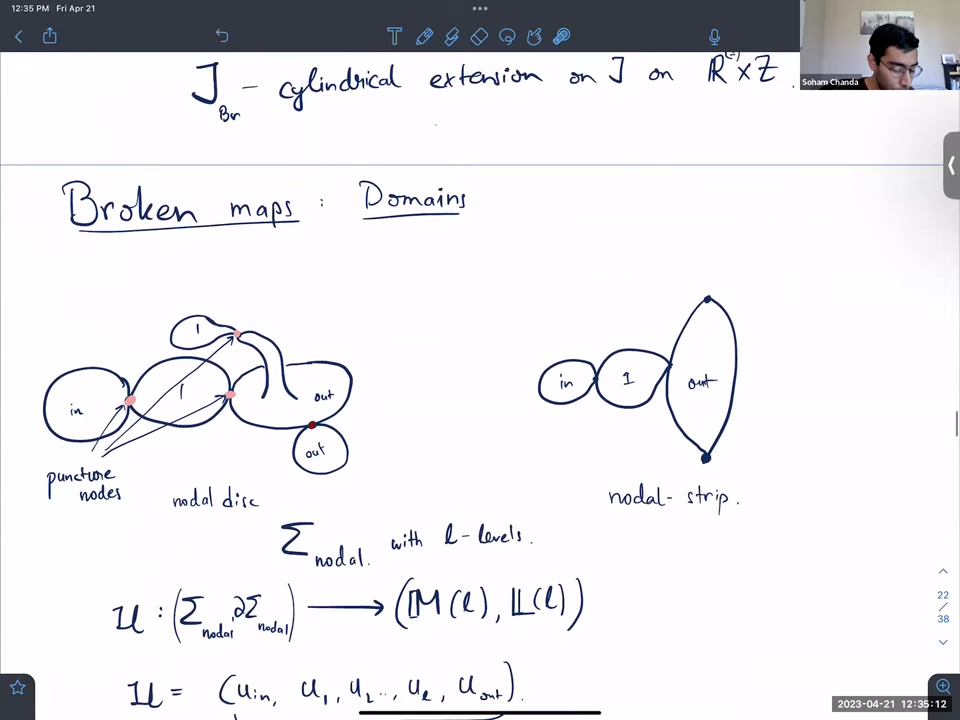 12:35 PM Fri Apr 21
Soham Chanda
J_Br – cylindrical extension on J on ℝ × Z.
Broken maps : Domains
1
in
1
out
out
puncture nodes
nodal disc
in
1
out
nodal-strip.
Σ_nodal. with l-levels.
𝒰 : (Σ_nodal, ∂Σ_nodal) → (𝕄(l), 𝕃(l))
𝒰 = (u_in, u_1, u_2.., u_l, u_out).
22
/
38
2023-04-21 12:35:12